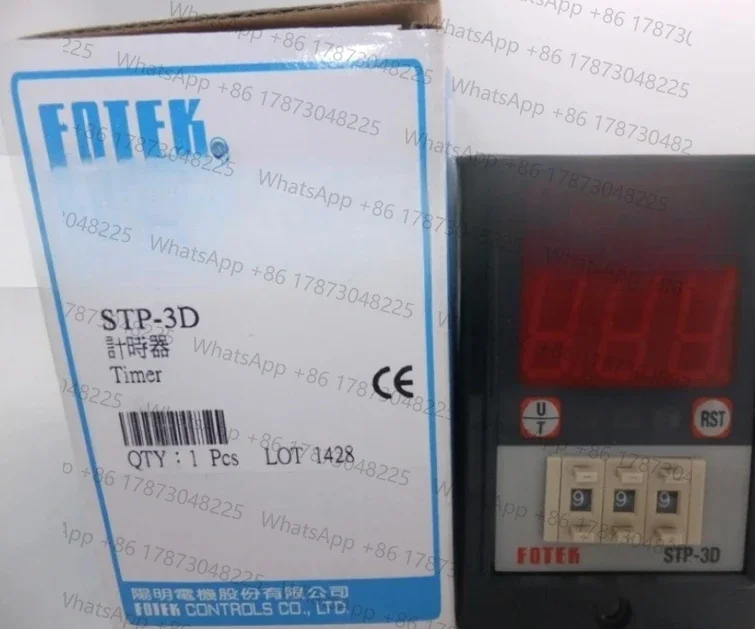 FOTEK
STP-3D
計時器
Timer
CE
QTY : 1 Pcs LOT 1428
陽明電機股份有限公司
FOTEK CONTROLS CO., LTD.
U
T
RST
9 9 9
FOTEK STP-3D
WhatsApp +86 17873048225